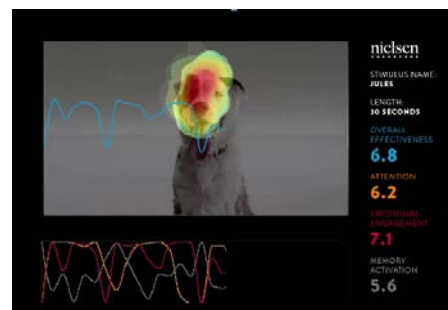 nielsen
STIMULUS NAME:
JULES
LENGTH:
30 SECONDS
OVERALL
EFFECTIVENESS
6.8
ATTENTION
6.2
EMOTIONAL
ENGAGEMENT
7.1
MEMORY
ACTIVATION
5.6